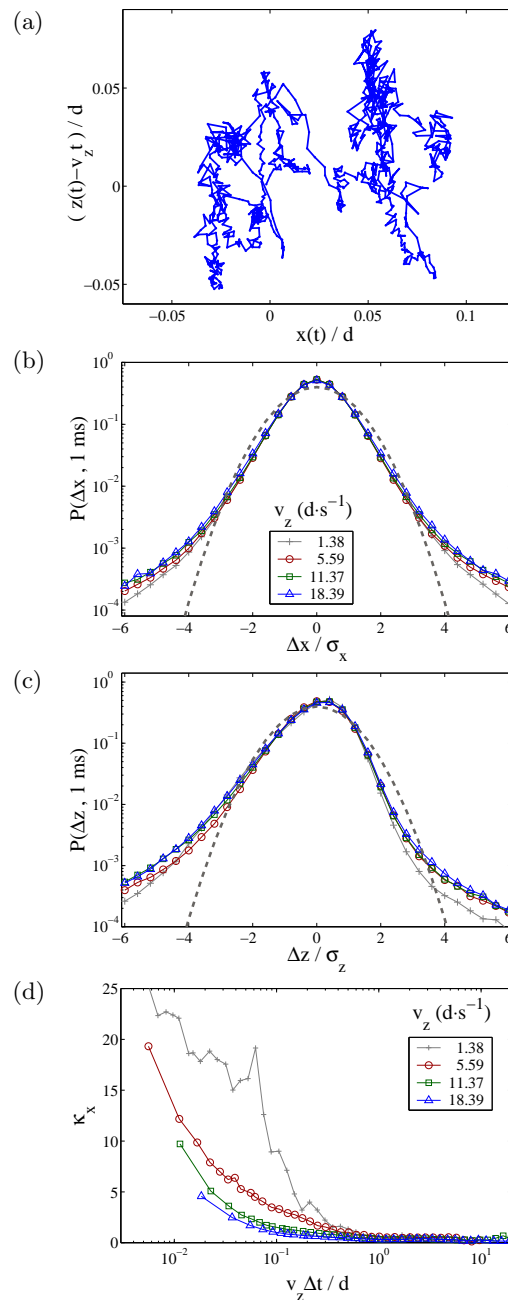 (a)
( z(t)−v_z t ) / d
0.05
0
−0.05
−0.05 0 0.05 0.1
x(t) / d
(b)
P(Δx , 1 ms)
10^0
10^−1
10^−2
10^−3
10^−4
v_z (d·s^−1)
1.38
5.59
11.37
18.39
−6 −4 −2 0 2 4 6
Δx / σ_x
(c)
P(Δz , 1 ms)
10^0
10^−1
10^−2
10^−3
10^−4
−6 −4 −2 0 2 4 6
Δz / σ_z
(d)
κ_x
25
20
15
10
5
0
v_z (d·s^−1)
1.38
5.59
11.37
18.39
10^−2 10^−1 10^0 10^1
v_zΔt / d